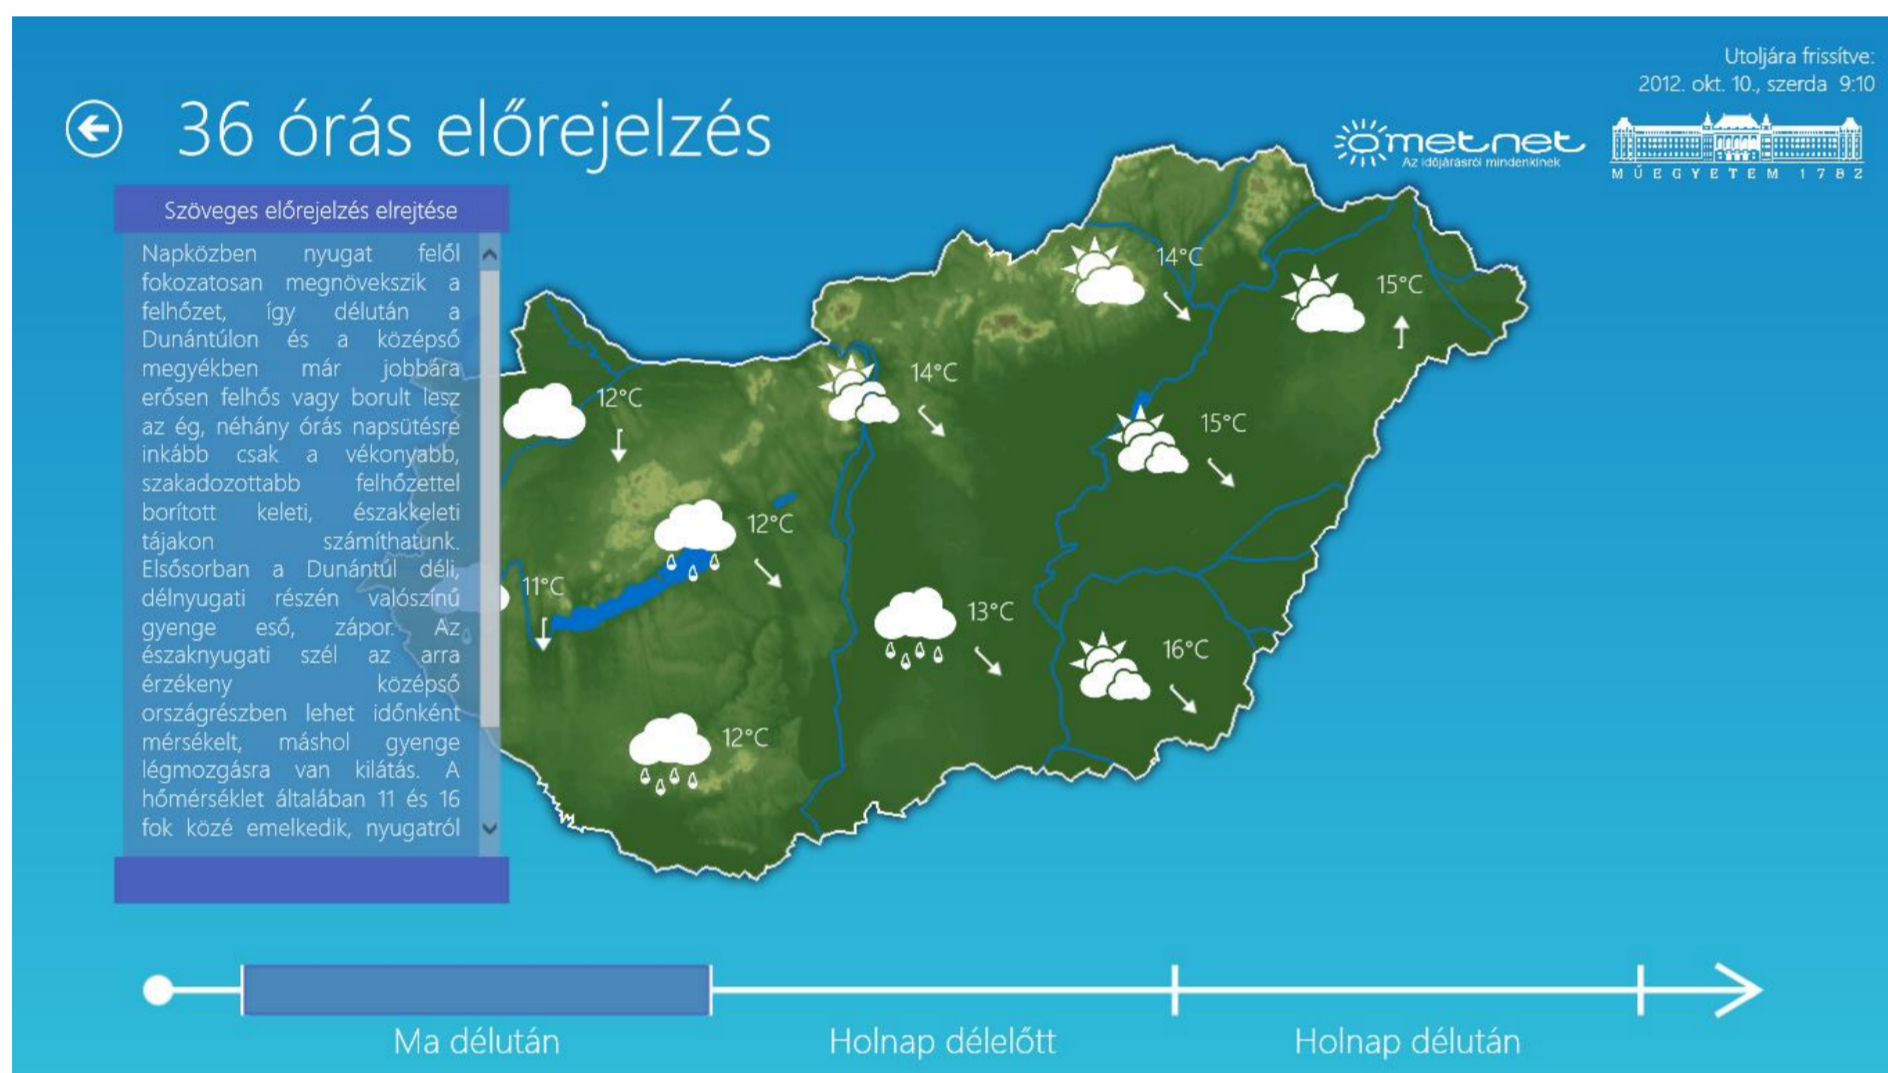 Utoljára frissítve:
2012. okt. 10., szerda 9:10
36 órás előrejelzés
metnet
Az időjárásról mindenkinek
MŰEGYETEM 1782
Szöveges előrejelzés elrejtése
Napközben nyugat felől
fokozatosan megnövekszik a
felhőzet, így délután a
Dunántúlon és a középső
megyékben már jobbára
erősen felhős vagy borult lesz
az ég, néhány órás napsütésre
inkább csak a vékonyabb,
szakadozottabb felhőzettel
borított keleti, északkeleti
tájakon számíthatunk.
Elsősorban a Dunántúl déli,
délnyugati részén valószínű
gyenge eső, zápor. Az
északnyugati szél az arra
érzékeny középső
országrészben lehet időnként
mérsékelt, máshol gyenge
légmozgásra van kilátás. A
hőmérséklet általában 11 és 16
fok közé emelkedik, nyugatról
14°C
15°C
14°C
12°C
15°C
12°C
11°C
13°C
16°C
12°C
Ma délután
Holnap délelőtt
Holnap délután